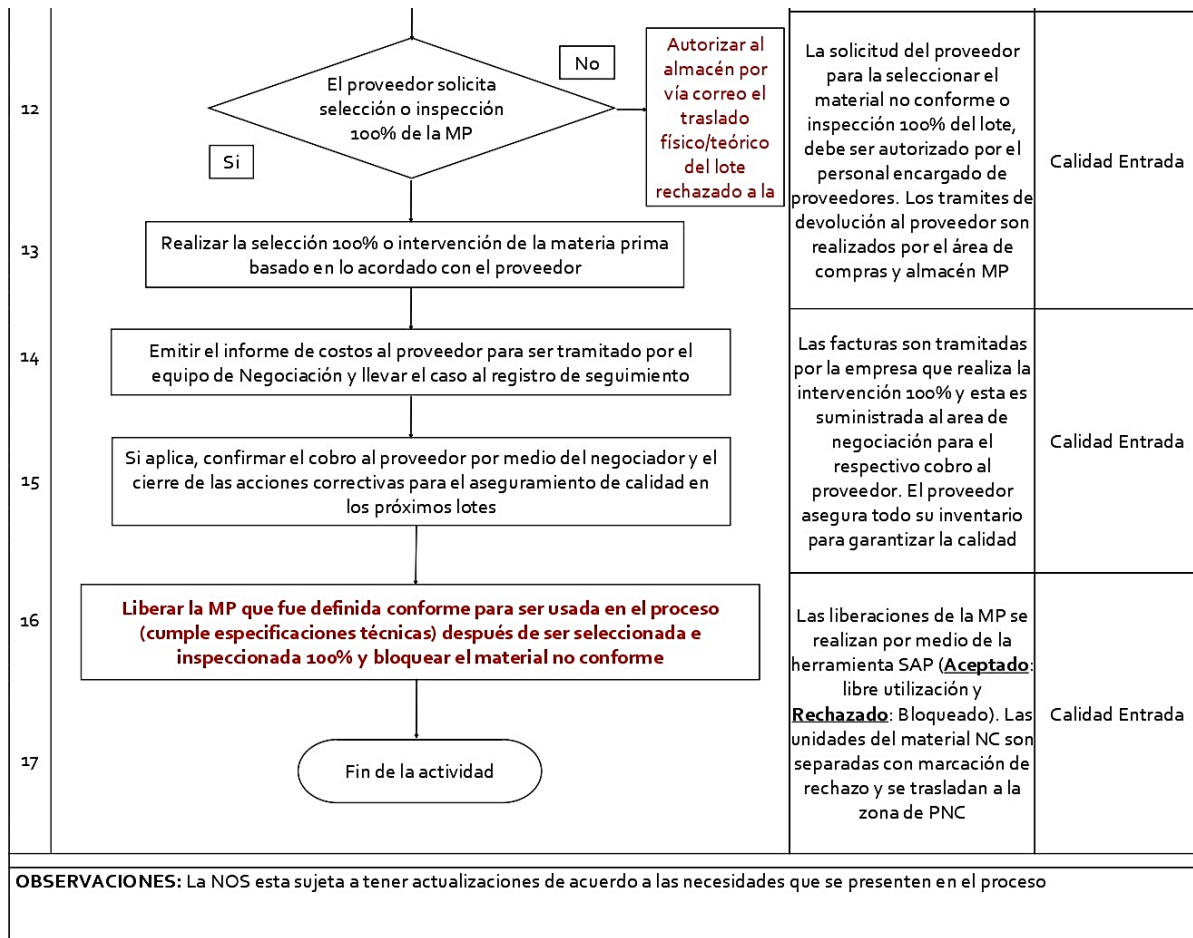 12
El proveedor solicita
selección o inspección
100% de la MP
No
Si
Autorizar al
almacén por
vía correo el
traslado
físico/teórico
del lote
rechazado a la
La solicitud del proveedor
para la seleccionar el
material no conforme o
inspección 100% del lote,
debe ser autorizado por el
personal encargado de
proveedores. Los tramites de
devolución al proveedor son
realizados por el área de
compras y almacén MP
Calidad Entrada
13
Realizar la selección 100% o intervención de la materia prima
basado en lo acordado con el proveedor
14
Emitir el informe de costos al proveedor para ser tramitado por el
equipo de Negociación y llevar el caso al registro de seguimiento
Las facturas son tramitadas
por la empresa que realiza la
intervención 100% y esta es
suministrada al area de
negociación para el
respectivo cobro al
proveedor. El proveedor
asegura todo su inventario
para garantizar la calidad
Calidad Entrada
15
Si aplica, confirmar el cobro al proveedor por medio del negociador y el
cierre de las acciones correctivas para el aseguramiento de calidad en
los próximos lotes
16
Liberar la MP que fue definida conforme para ser usada en el proceso
(cumple especificaciones técnicas) después de ser seleccionada e
inspeccionada 100% y bloquear el material no conforme
Las liberaciones de la MP se
realizan por medio de la
herramienta SAP (Aceptado:
libre utilización y
Rechazado: Bloqueado). Las
unidades del material NC son
separadas con marcación de
rechazo y se trasladan a la
zona de PNC
Calidad Entrada
17
Fin de la actividad
OBSERVACIONES: La NOS esta sujeta a tener actualizaciones de acuerdo a las necesidades que se presenten en el proceso